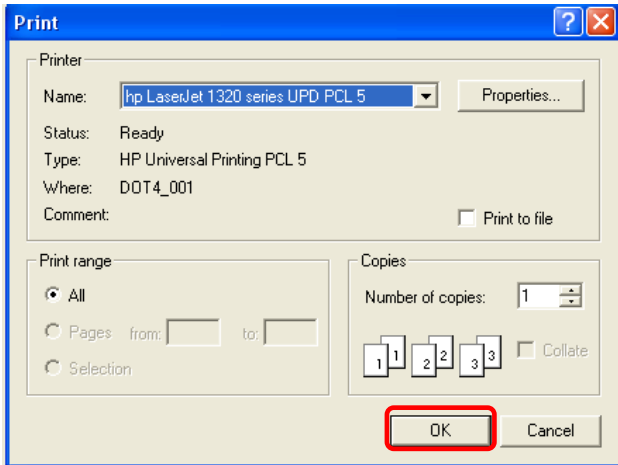 Print
Printer
Name: hp LaserJet 1320 series UPD PCL 5 Properties...
Status: Ready
Type: HP Universal Printing PCL 5
Where: DOT4_001
Comment: Print to file
Print range
All
Pages from: to:
Selection
Copies
Number of copies: 1
1 1 2 2 3 3 Collate
OK Cancel